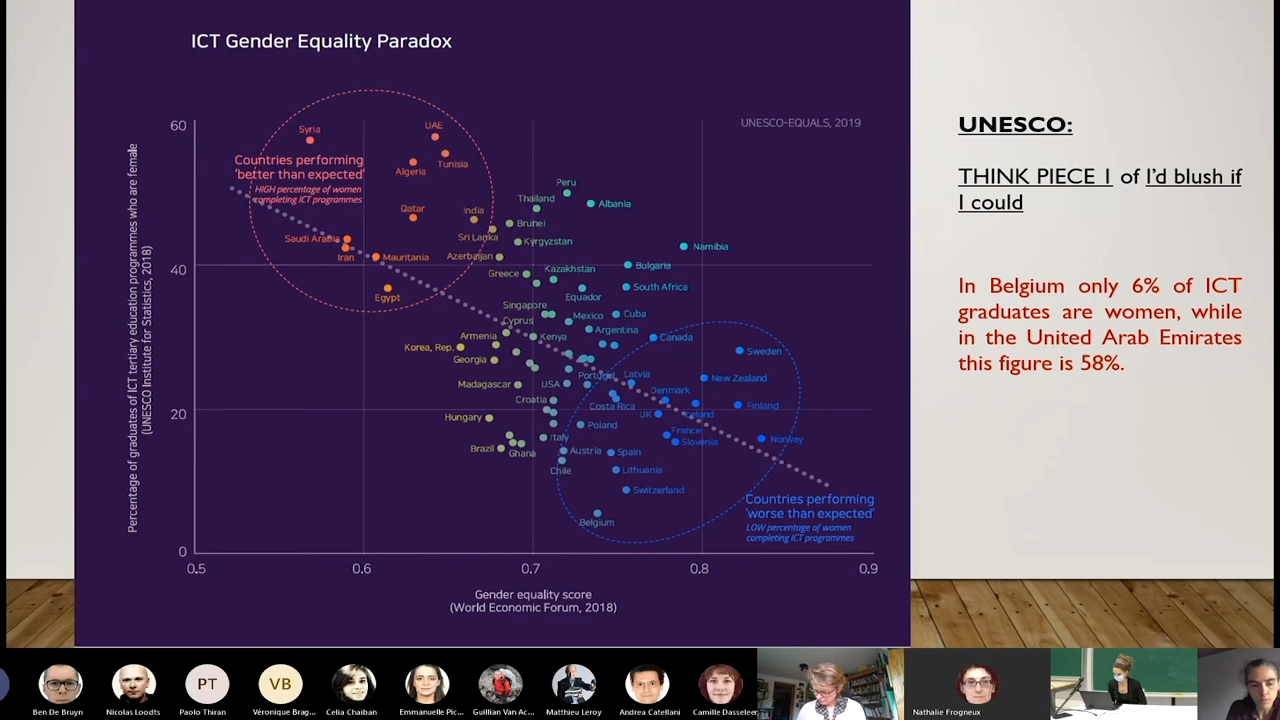 ICT Gender Equality Paradox
UNESCO-EQUALS, 2019
Percentage of graduates of ICT tertiary education programmes who are female
(UNESCO Institute for Statistics, 2018)
60
40
20
0
0.5
0.6
0.7
0.8
0.9
Gender equality score
(World Economic Forum, 2018)
Countries performing
'better than expected'
HIGH percentage of women
completing ICT programmes
Syria
UAE
Algeria
Tunisia
Qatar
India
Saudi Arabia
Iran
Mauritania
Egypt
Peru
Thailand
Albania
Brunei
Sri Lanka
Kyrgyzstan
Azerbaijan
Namibia
Greece
Kazakhstan
Bulgaria
Equador
South Africa
Singapore
Cyprus
Mexico
Cuba
Armenia
Kenya
Argentina
Korea, Rep.
Georgia
Canada
Sweden
Madagascar
USA
Portugal
Latvia
New Zealand
Denmark
Croatia
Costa Rica
UK
Iceland
Finland
Hungary
Poland
France
Slovenia
Norway
Italy
Brazil
Ghana
Austria
Spain
Chile
Lithuania
Switzerland
Belgium
Countries performing
'worse than expected'
LOW percentage of women
completing ICT programmes
UNESCO:
THINK PIECE 1 of I'd blush if
I could
In Belgium only 6% of ICT
graduates are women, while
in the United Arab Emirates
this figure is 58%.
PT
VB
Ben De Bruyn
Nicolas Loodts
Paolo Thiran
Véronique Brag...
Celia Chaiban
Emmanuelle Pic...
Guillian Van Ac...
Matthieu Leroy
Andrea Catellani
Camille Dasseleer
Nathalie Frogneux